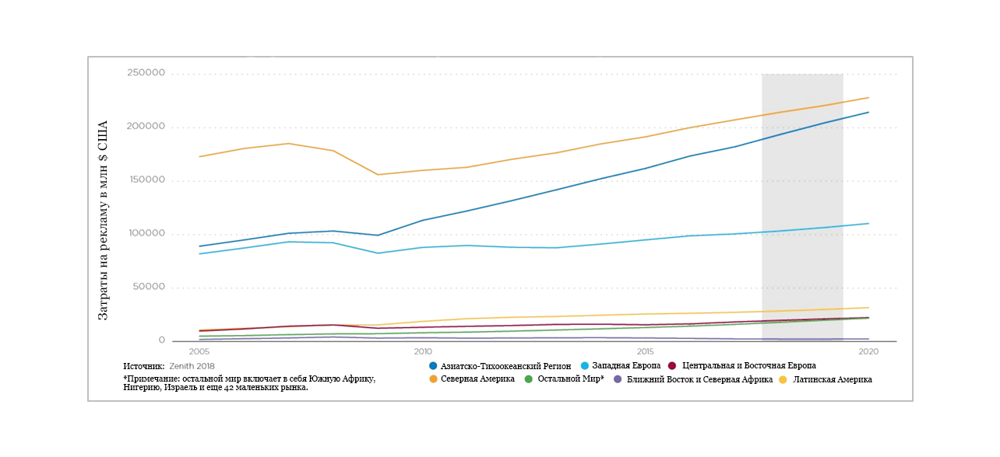 250000
200000
150000
100000
50000
0
Затраты на рекламу в млн $ США
2005 2010 2015 2020
Источник: Zenith 2018
*Примечание: остальной мир включает в себя Южную Африку,
Нигерию, Израиль и еще 42 маленьких рынка.
Азиатско-Тихоокеанский Регион Западная Европа Центральная и Восточная Европа
Северная Америка Остальной Мир* Ближний Восток и Северная Африка Латинская Америка